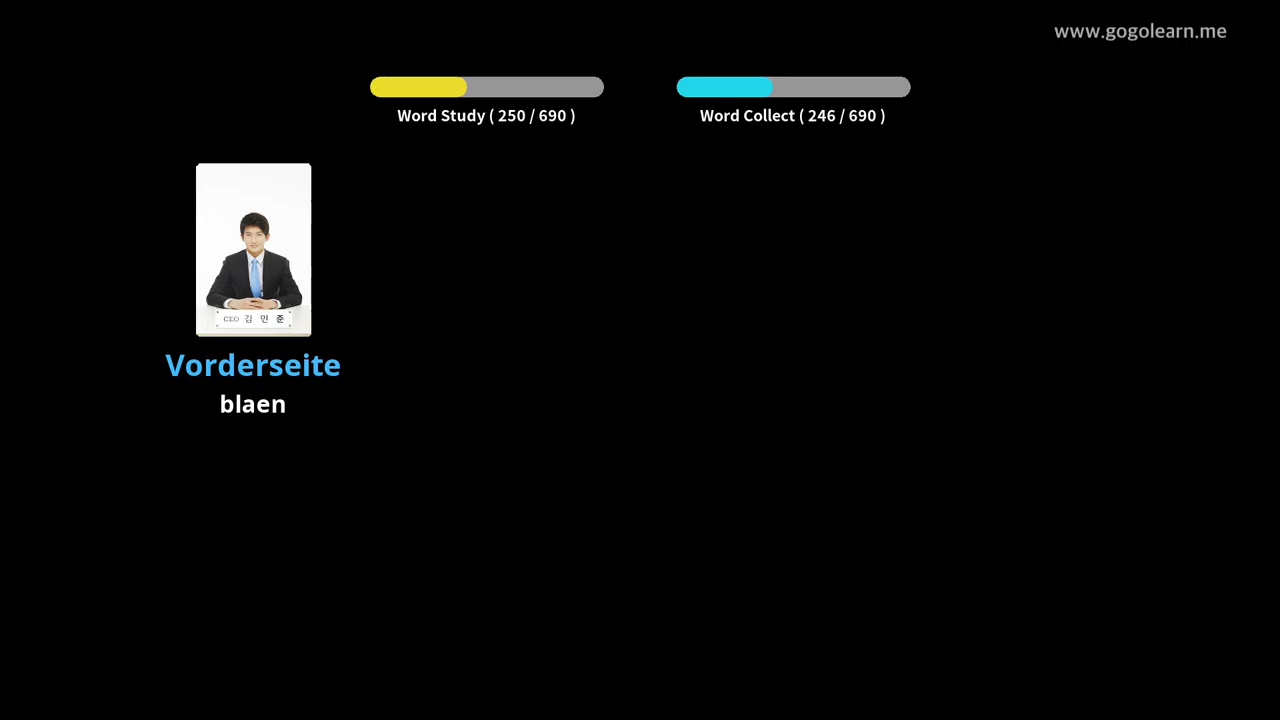 www.gogolearn.me
Word Study ( 250 / 690 )
Word Collect ( 246 / 690 )
CEO 김 민 준
Vorderseite
blaen